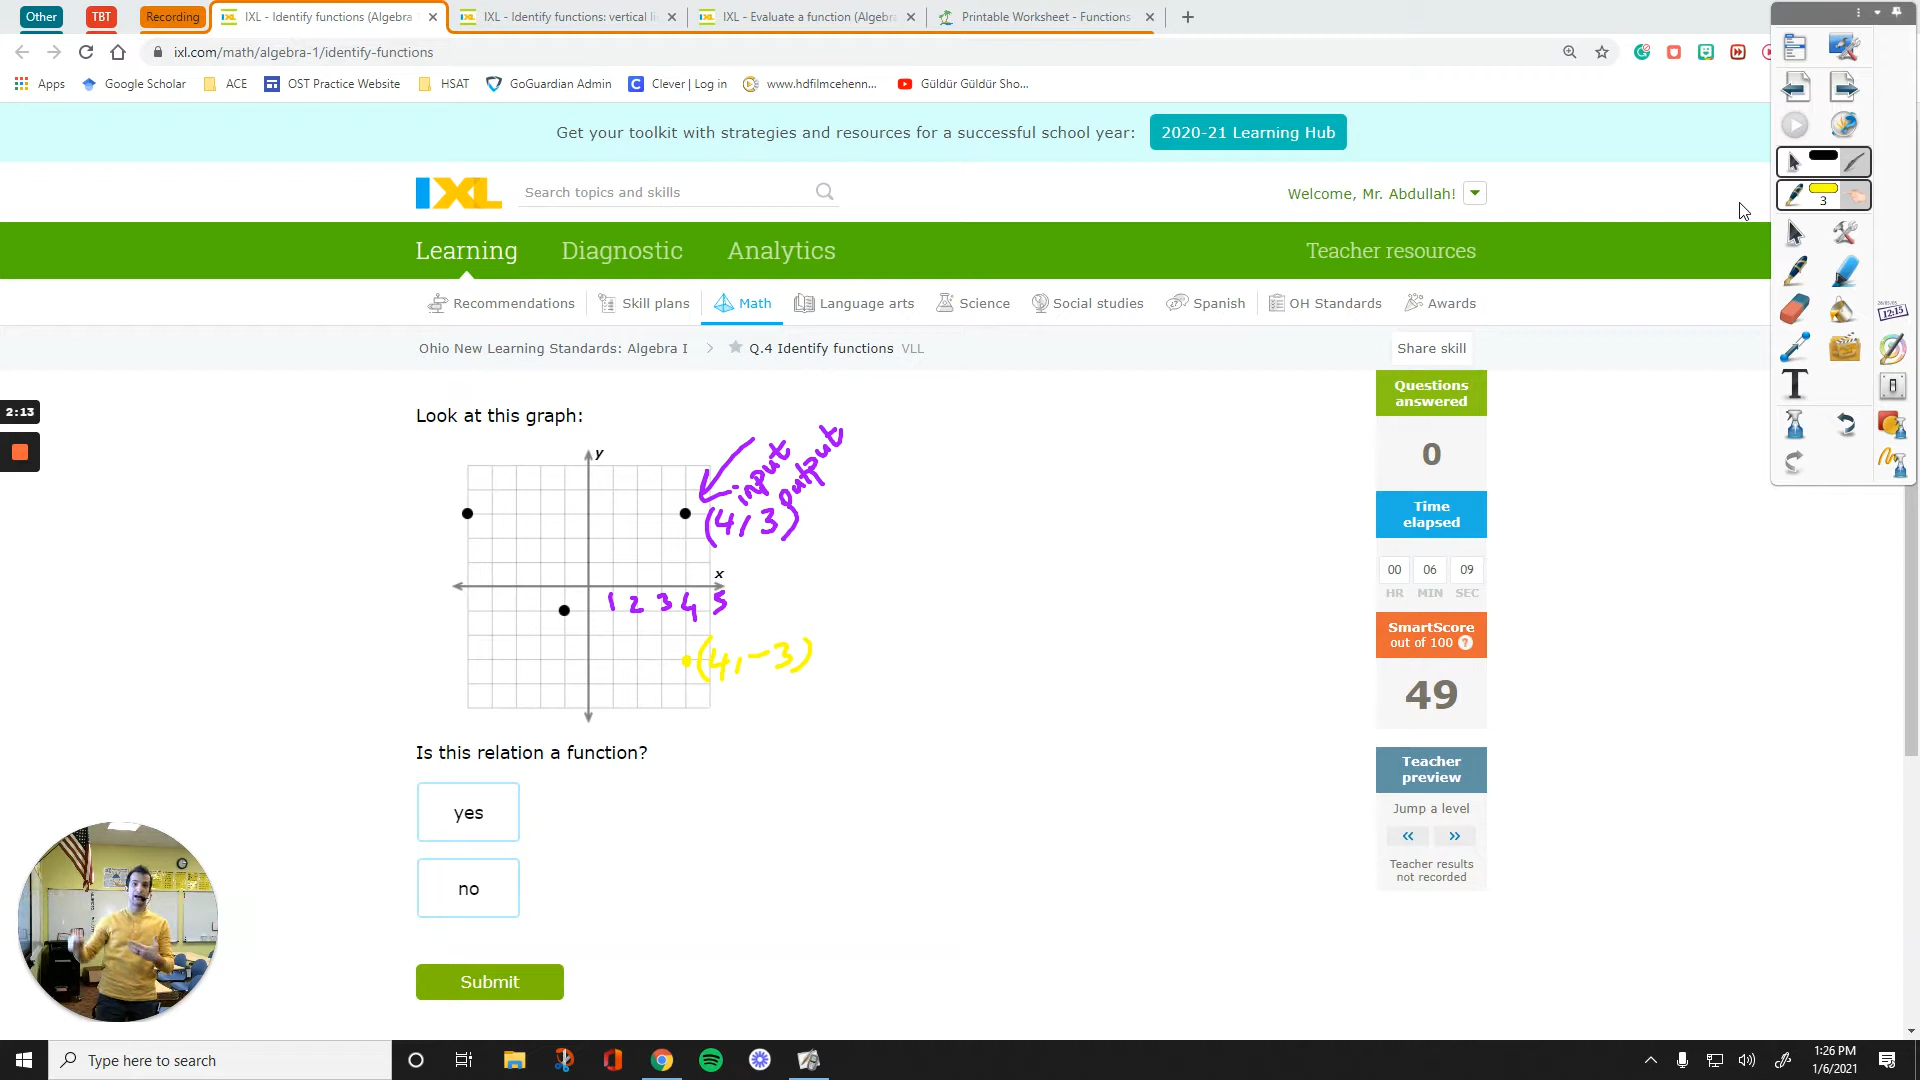 Other
TBT
Recording
IXL - Identify functions (Algebra
IXL - Identify functions: vertical li
IXL - Evaluate a function (Algebra
Printable Worksheet - Functions
ixl.com/math/algebra-1/identify-functions
Apps
Google Scholar
ACE
OST Practice Website
HSAT
GoGuardian Admin
Clever | Log in
www.hdfilmcehenn...
Güldür Güldür Sho...
Get your toolkit with strategies and resources for a successful school year:
2020-21 Learning Hub
IXL
Search topics and skills
Welcome, Mr. Abdullah!
Learning
Diagnostic
Analytics
Teacher resources
Recommendations
Skill plans
Math
Language arts
Science
Social studies
Spanish
OH Standards
Awards
Ohio New Learning Standards: Algebra I
Q.4 Identify functions VLL
Share skill
Look at this graph:
y
input
output
(4, 3)
x
1 2 3 4 5
(4, -3)
Is this relation a function?
yes
no
Submit
Questions
answered
0
Time
elapsed
00 06 09
HR MIN SEC
SmartScore
out of 100 ?
49
Teacher
preview
Jump a level
Teacher results
not recorded
2:13
3
12:15
T
Type here to search
1:26 PM
1/6/2021